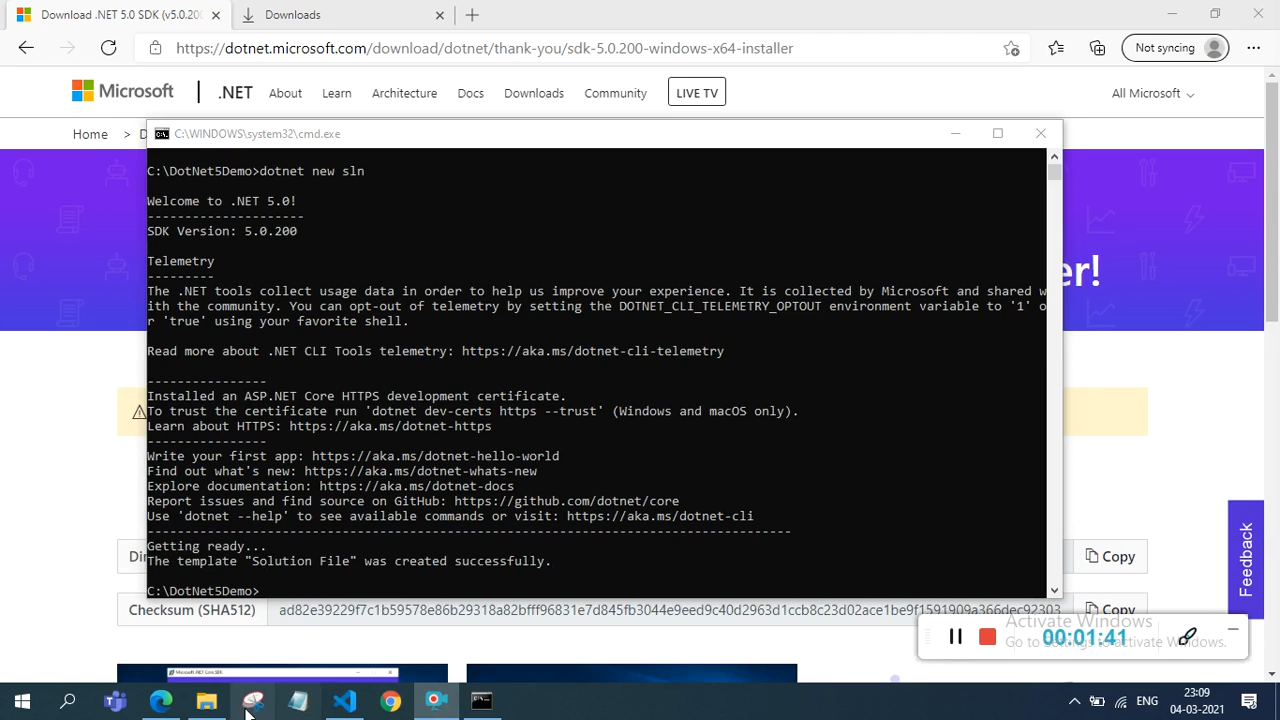 Download .NET 5.0 SDK (v5.0.200
Downloads
https://dotnet.microsoft.com/download/dotnet/thank-you/sdk-5.0.200-windows-x64-installer
Not syncing
Microsoft
.NET
About
Learn
Architecture
Docs
Downloads
Community
LIVE TV
All Microsoft
Home > D
C:\WINDOWS\system32\cmd.exe
C:\DotNet5Demo>dotnet new sln
Welcome to .NET 5.0!
---------------------
SDK Version: 5.0.200
Telemetry
---------
The .NET tools collect usage data in order to help us improve your experience. It is collected by Microsoft and shared w
ith the community. You can opt-out of telemetry by setting the DOTNET_CLI_TELEMETRY_OPTOUT environment variable to '1' o
r 'true' using your favorite shell.
Read more about .NET CLI Tools telemetry: https://aka.ms/dotnet-cli-telemetry
----------------
Installed an ASP.NET Core HTTPS development certificate.
To trust the certificate run 'dotnet dev-certs https --trust' (Windows and macOS only).
Learn about HTTPS: https://aka.ms/dotnet-https
----------------
Write your first app: https://aka.ms/dotnet-hello-world
Find out what's new: https://aka.ms/dotnet-whats-new
Explore documentation: https://aka.ms/dotnet-docs
Report issues and find source on GitHub: https://github.com/dotnet/core
Use 'dotnet --help' to see available commands or visit: https://aka.ms/dotnet-cli
--------------------------------------------------------------------------------------
Getting ready...
The template "Solution File" was created successfully.
C:\DotNet5Demo>
er!
Feedback
Dir
Copy
Checksum (SHA512)
Copy
Activate Windows
Go to Settings to activate Windows.
00:01:41
ENG
23:09
04-03-2021